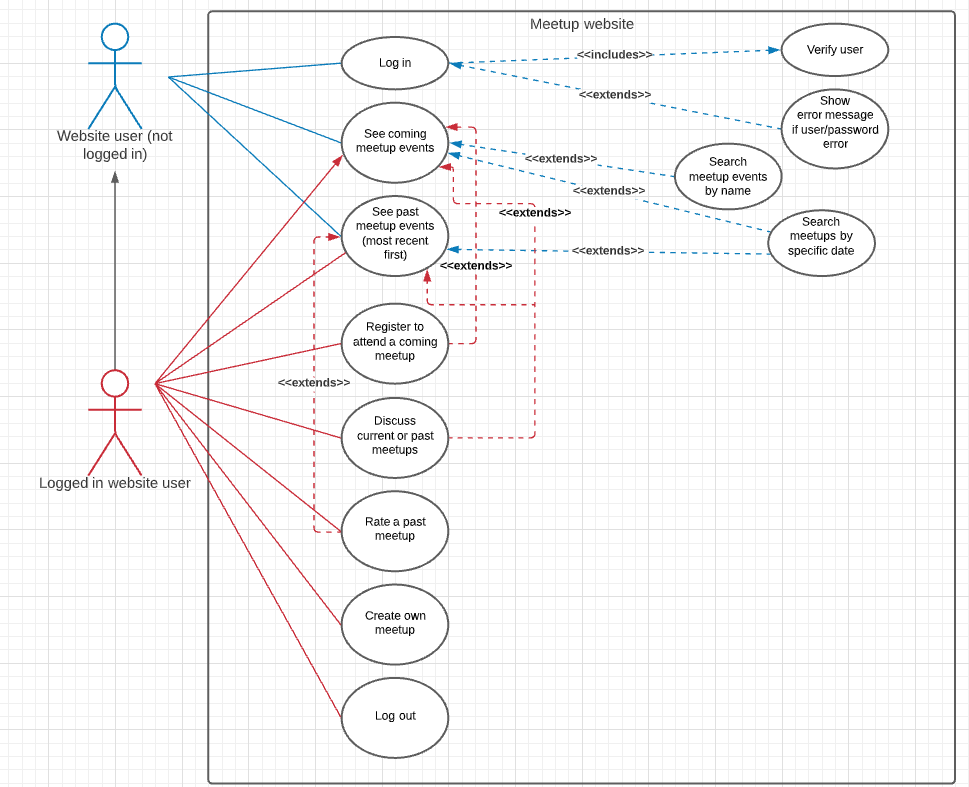 Meetup website
Website user (not
logged in)
Logged in website user
Log in
<<includes>>
Verify user
<<extends>>
Show
error message
if user/password
error
See coming
meetup events
<<extends>>
Search
meetup events
by name
<<extends>>
<<extends>>
Search
meetups by
specific date
See past
meetup events
(most recent
first)
<<extends>>
<<extends>>
Register to
attend a coming
meetup
<<extends>>
Discuss
current or past
meetups
Rate a past
meetup
Create own
meetup
Log out